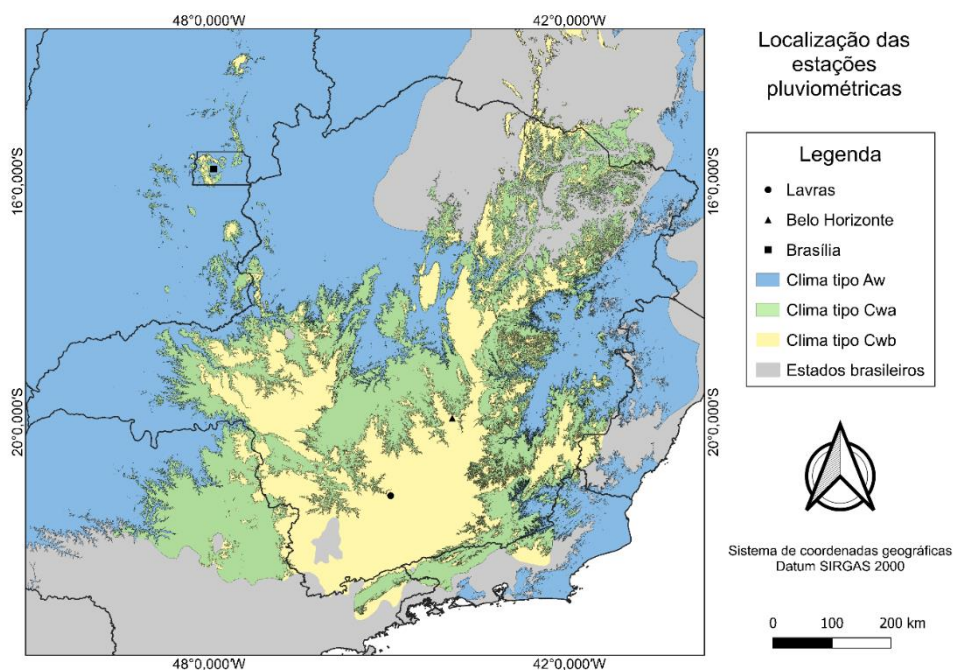 48°0,000'W
42°0,000'W
16°0,000'S
20°0,000'S
16°0,000'S
20°0,000'S
48°0,000'W
42°0,000'W
Localização das
estações
pluviométricas
Legenda
Lavras
Belo Horizonte
Brasília
Clima tipo Aw
Clima tipo Cwa
Clima tipo Cwb
Estados brasileiros
Sistema de coordenadas geográficas
Datum SIRGAS 2000
0 100 200 km